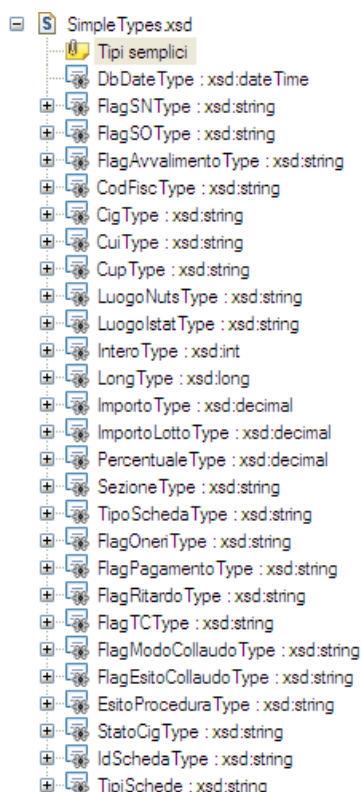 SimpleTypes.xsd
Tipi semplici
DbDateType : xsd:dateTime
FlagSNType : xsd:string
FlagSOType : xsd:string
FlagAvvalimentoType : xsd:string
CodFiscType : xsd:string
CigType : xsd:string
CuiType : xsd:string
CupType : xsd:string
LuogoNutsType : xsd:string
LuogoIstatType : xsd:string
InteroType : xsd:int
LongType : xsd:long
ImportoType : xsd:decimal
ImportoLottoType : xsd:decimal
PercentualeType : xsd:decimal
SezioneType : xsd:string
TipoSchedaType : xsd:string
FlagOneriType : xsd:string
FlagPagamentoType : xsd:string
FlagRitardoType : xsd:string
FlagTCType : xsd:string
FlagModoCollaudoType : xsd:string
FlagEsitoCollaudoType : xsd:string
EsitoProceduraType : xsd:string
StatoCigType : xsd:string
IdSchedaType : xsd:string
TipiSchede : xsd:string